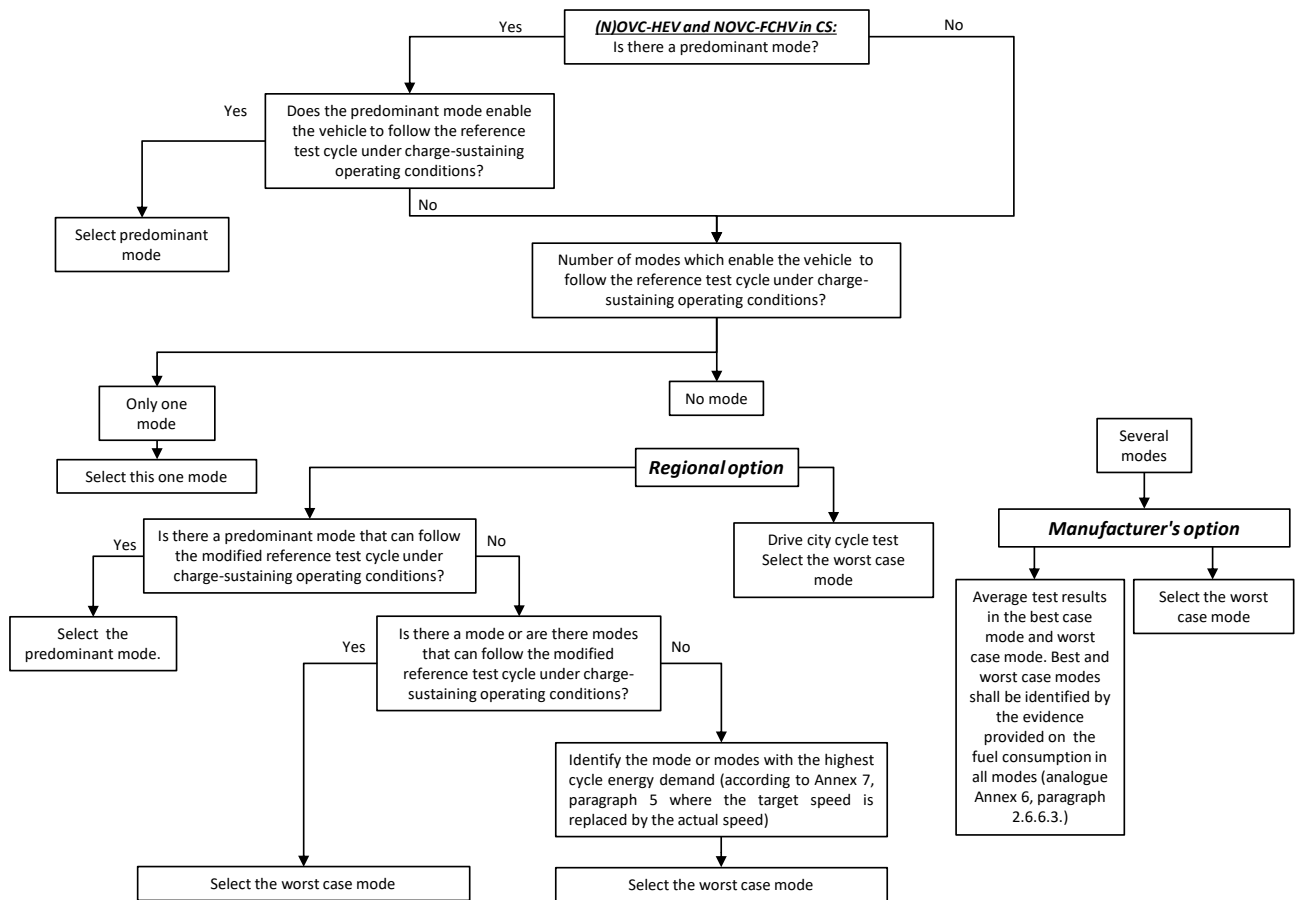 (N)OVC-HEV and NOVC-FCHV in CS:
Is there a predominant mode?
Yes
No
Does the predominant mode enable
the vehicle to follow the reference
test cycle under charge-sustaining
operating conditions?
Yes
No
Select predominant
mode
Number of modes which enable the vehicle to
follow the reference test cycle under charge-
sustaining operating conditions?
Only one
mode
No mode
Several
modes
Select this one mode
Regional option
Manufacturer's option
Is there a predominant mode that can follow
the modified reference test cycle under
charge-sustaining operating conditions?
Yes
No
Drive city cycle test
Select the worst case
mode
Average test results
in the best case
mode and worst
case mode. Best and
worst case modes
shall be identified by
the evidence
provided on the
fuel consumption in
all modes (analogue
Annex 6, paragraph
2.6.6.3.)
Select the worst
case mode
Select the
predominant mode.
Is there a mode or are there modes
that can follow the modified
reference test cycle under charge-
sustaining operating conditions?
Yes
No
Identify the mode or modes with the highest
cycle energy demand (according to Annex 7,
paragraph 5 where the target speed is
replaced by the actual speed)
Select the worst case mode
Select the worst case mode